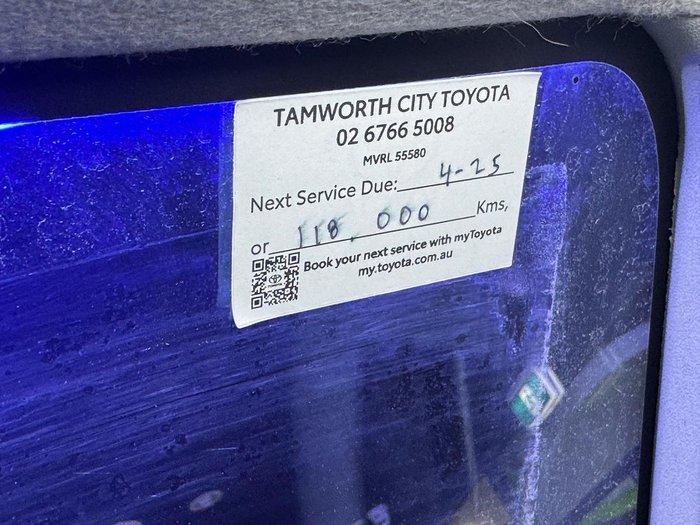 TAMWORTH CITY TOYOTA
02 6766 5008
MVRL 55580
Next Service Due: 4-25
or 118.000 Kms,
Book your next service with myToyota
my.toyota.com.au